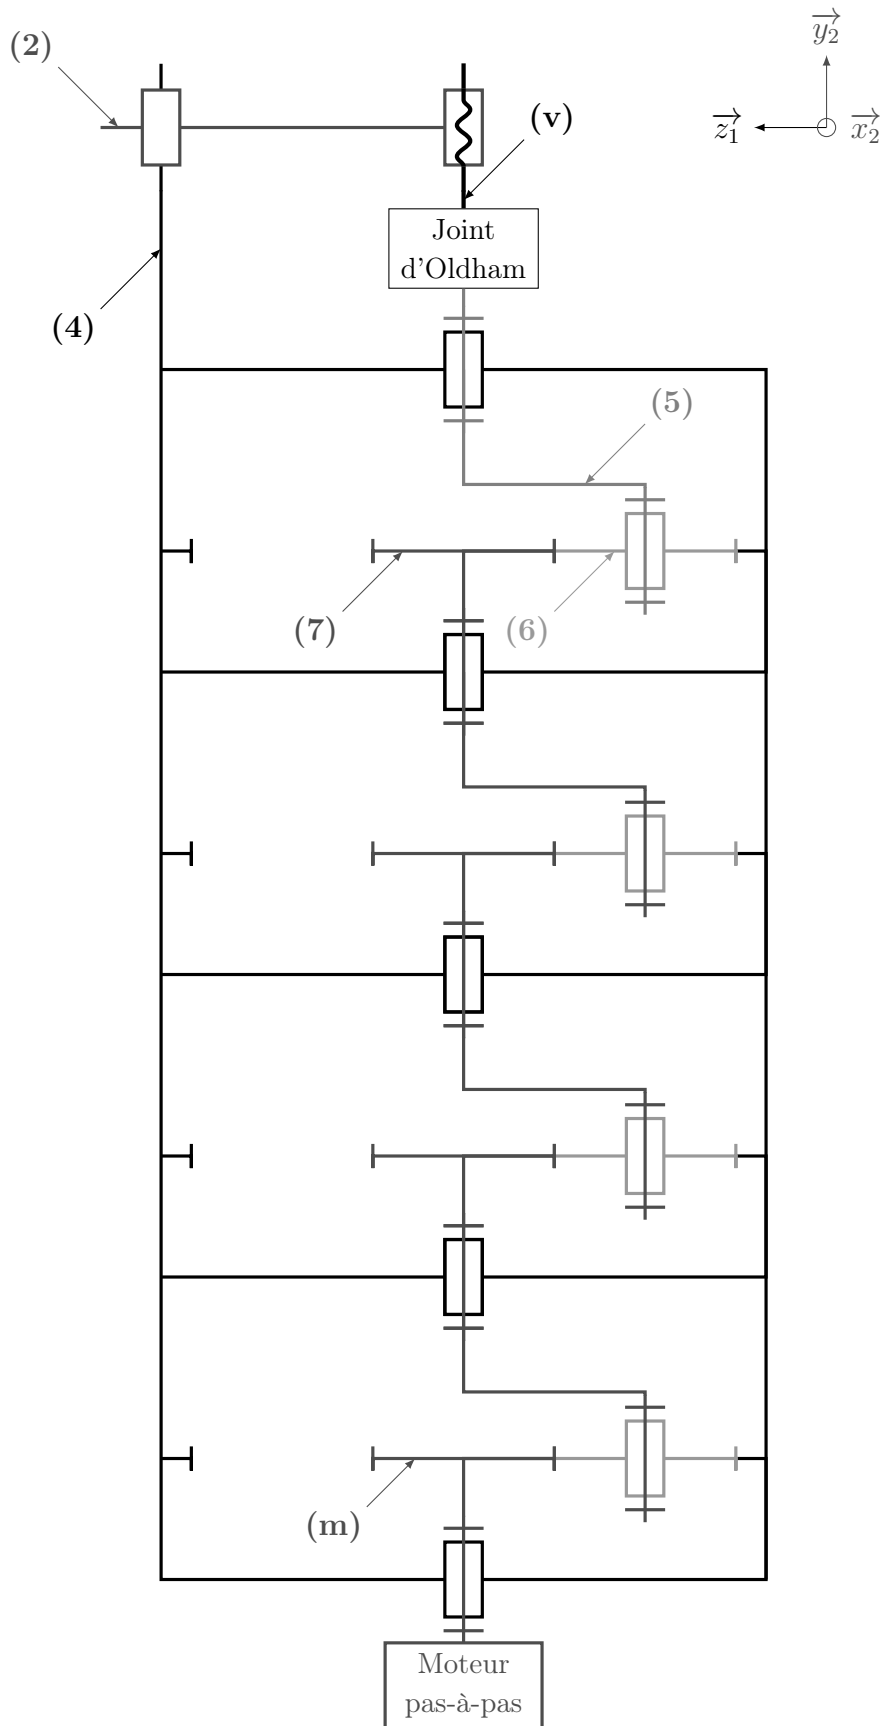 y₂
(2)
z₁
x₂
(v)
Joint
d'Oldham
(4)
(5)
(7)
(6)
(m)
Moteur
pas-à-pas